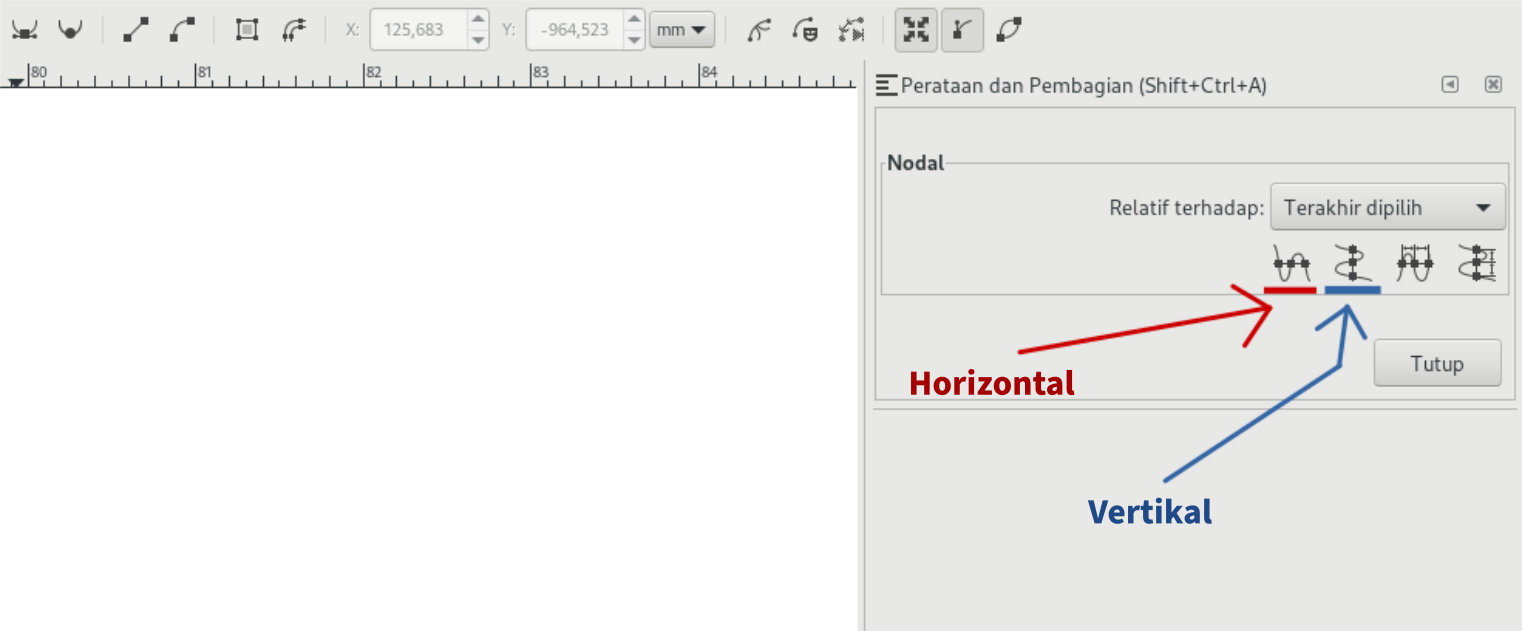 X: 125,683 Y: -964,523 mm
80 81 82 83 84
Perataan dan Pembagian (Shift+Ctrl+A)
Nodal
Relatif terhadap: Terakhir dipilih
Horizontal
Tutup
Vertikal